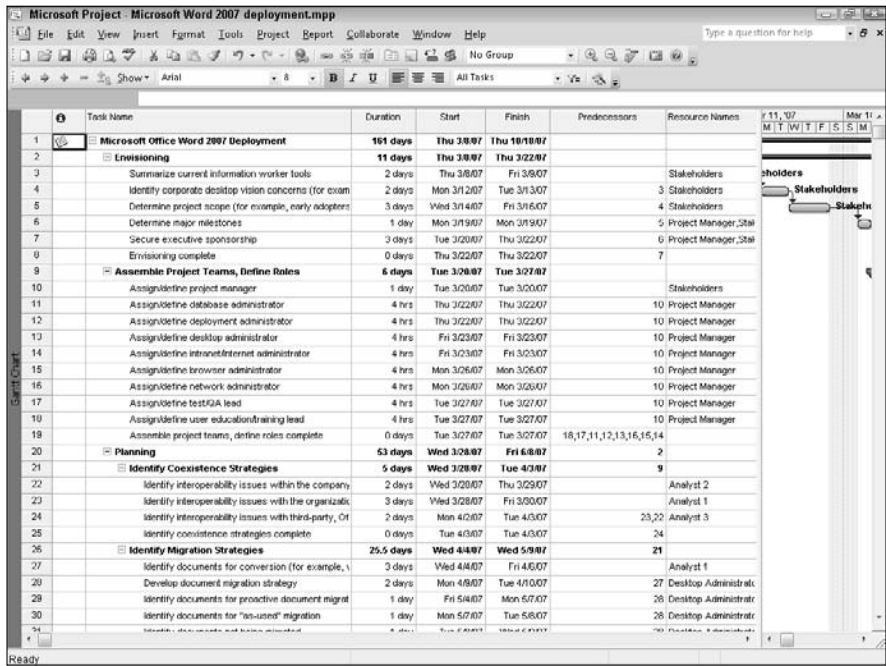 Microsoft Project - Microsoft Word 2007 deployment.mpp
File Edit View Insert Format Tools Project Report Collaborate Window Help Type a question for help
No Group
Show Arial 8 B I U All Tasks
Task Name Duration Start Finish Predecessors Resource Names r 11, '07 Mar 1
M T W T F S S M
1 Microsoft Office Word 2007 Deployment 161 days Thu 3/8/07 Thu 10/18/07
2 Envisioning 11 days Thu 3/8/07 Thu 3/22/07
3 Summarize current information worker tools 2 days Thu 3/8/07 Fri 3/9/07 Stakeholders eholders
4 Identify corporate desktop vision concerns (for exam 2 days Mon 3/12/07 Tue 3/13/07 3 Stakeholders Stakeholders
5 Determine project scope (for example, early adopters 3 days Wed 3/14/07 Fri 3/16/07 4 Stakeholders Stakeh
6 Determine major milestones 1 day Mon 3/19/07 Mon 3/19/07 5 Project Manager,Stak
7 Secure executive sponsorship 3 days Tue 3/20/07 Thu 3/22/07 6 Project Manager,Stak
8 Envisioning complete 0 days Thu 3/22/07 Thu 3/22/07 7
9 Assemble Project Teams, Define Roles 6 days Tue 3/20/07 Tue 3/27/07
10 Assign/define project manager 1 day Tue 3/20/07 Tue 3/20/07 Stakeholders
11 Assign/define database administrator 4 hrs Thu 3/22/07 Thu 3/22/07 10 Project Manager
12 Assign/define deployment administrator 4 hrs Thu 3/22/07 Thu 3/22/07 10 Project Manager
13 Assign/define desktop administrator 4 hrs Fri 3/23/07 Fri 3/23/07 10 Project Manager
14 Assign/define intranet/Internet administrator 4 hrs Fri 3/23/07 Fri 3/23/07 10 Project Manager
15 Assign/define browser administrator 4 hrs Mon 3/26/07 Mon 3/26/07 10 Project Manager
16 Assign/define network administrator 4 hrs Mon 3/26/07 Mon 3/26/07 10 Project Manager
17 Assign/define test/QA lead 4 hrs Tue 3/27/07 Tue 3/27/07 10 Project Manager
18 Assign/define user education/training lead 4 hrs Tue 3/27/07 Tue 3/27/07 10 Project Manager
19 Assemble project teams, define roles complete 0 days Tue 3/27/07 Tue 3/27/07 18,17,11,12,13,16,15,14
20 Planning 53 days Wed 3/28/07 Fri 6/8/07 2
21 Identify Coexistence Strategies 5 days Wed 3/28/07 Tue 4/3/07 9
22 Identify interoperability issues within the company 2 days Wed 3/28/07 Thu 3/29/07 Analyst 2
23 Identify interoperability issues with the organizatic 3 days Wed 3/28/07 Fri 3/30/07 Analyst 1
24 Identify interoperability issues with third-party, Of 2 days Mon 4/2/07 Tue 4/3/07 23,22 Analyst 3
25 Identify coexistence strategies complete 0 days Tue 4/3/07 Tue 4/3/07 24
26 Identify Migration Strategies 25.5 days Wed 4/4/07 Wed 5/9/07 21
27 Identify documents for conversion (for example, v 3 days Wed 4/4/07 Fri 4/6/07 Analyst 1
28 Develop document migration strategy 2 days Mon 4/9/07 Tue 4/10/07 27 Desktop Administratc
29 Identify documents for proactive document migrat 1 day Fri 5/4/07 Mon 5/7/07 28 Desktop Administratc
30 Identify documents for "as-used" migration 1 day Mon 5/7/07 Tue 5/8/07 28 Desktop Administratc
Gantt Chart
Ready